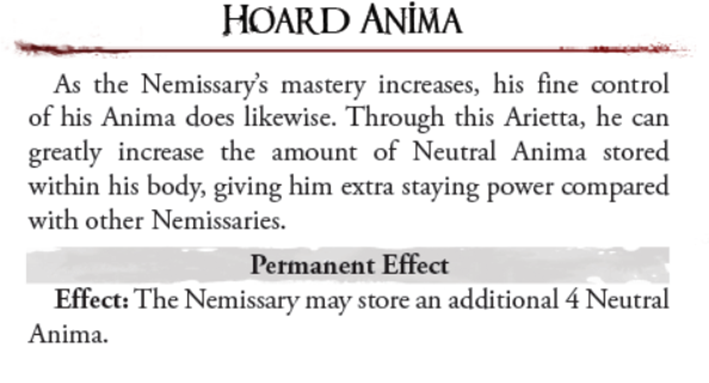 Hoard Anima
As the Nemissary's mastery increases, his fine control
of his Anima does likewise. Through this Arietta, he can
greatly increase the amount of Neutral Anima stored
within his body, giving him extra staying power compared
with other Nemissaries.
Permanent Effect
Effect: The Nemissary may store an additional 4 Neutral
Anima.